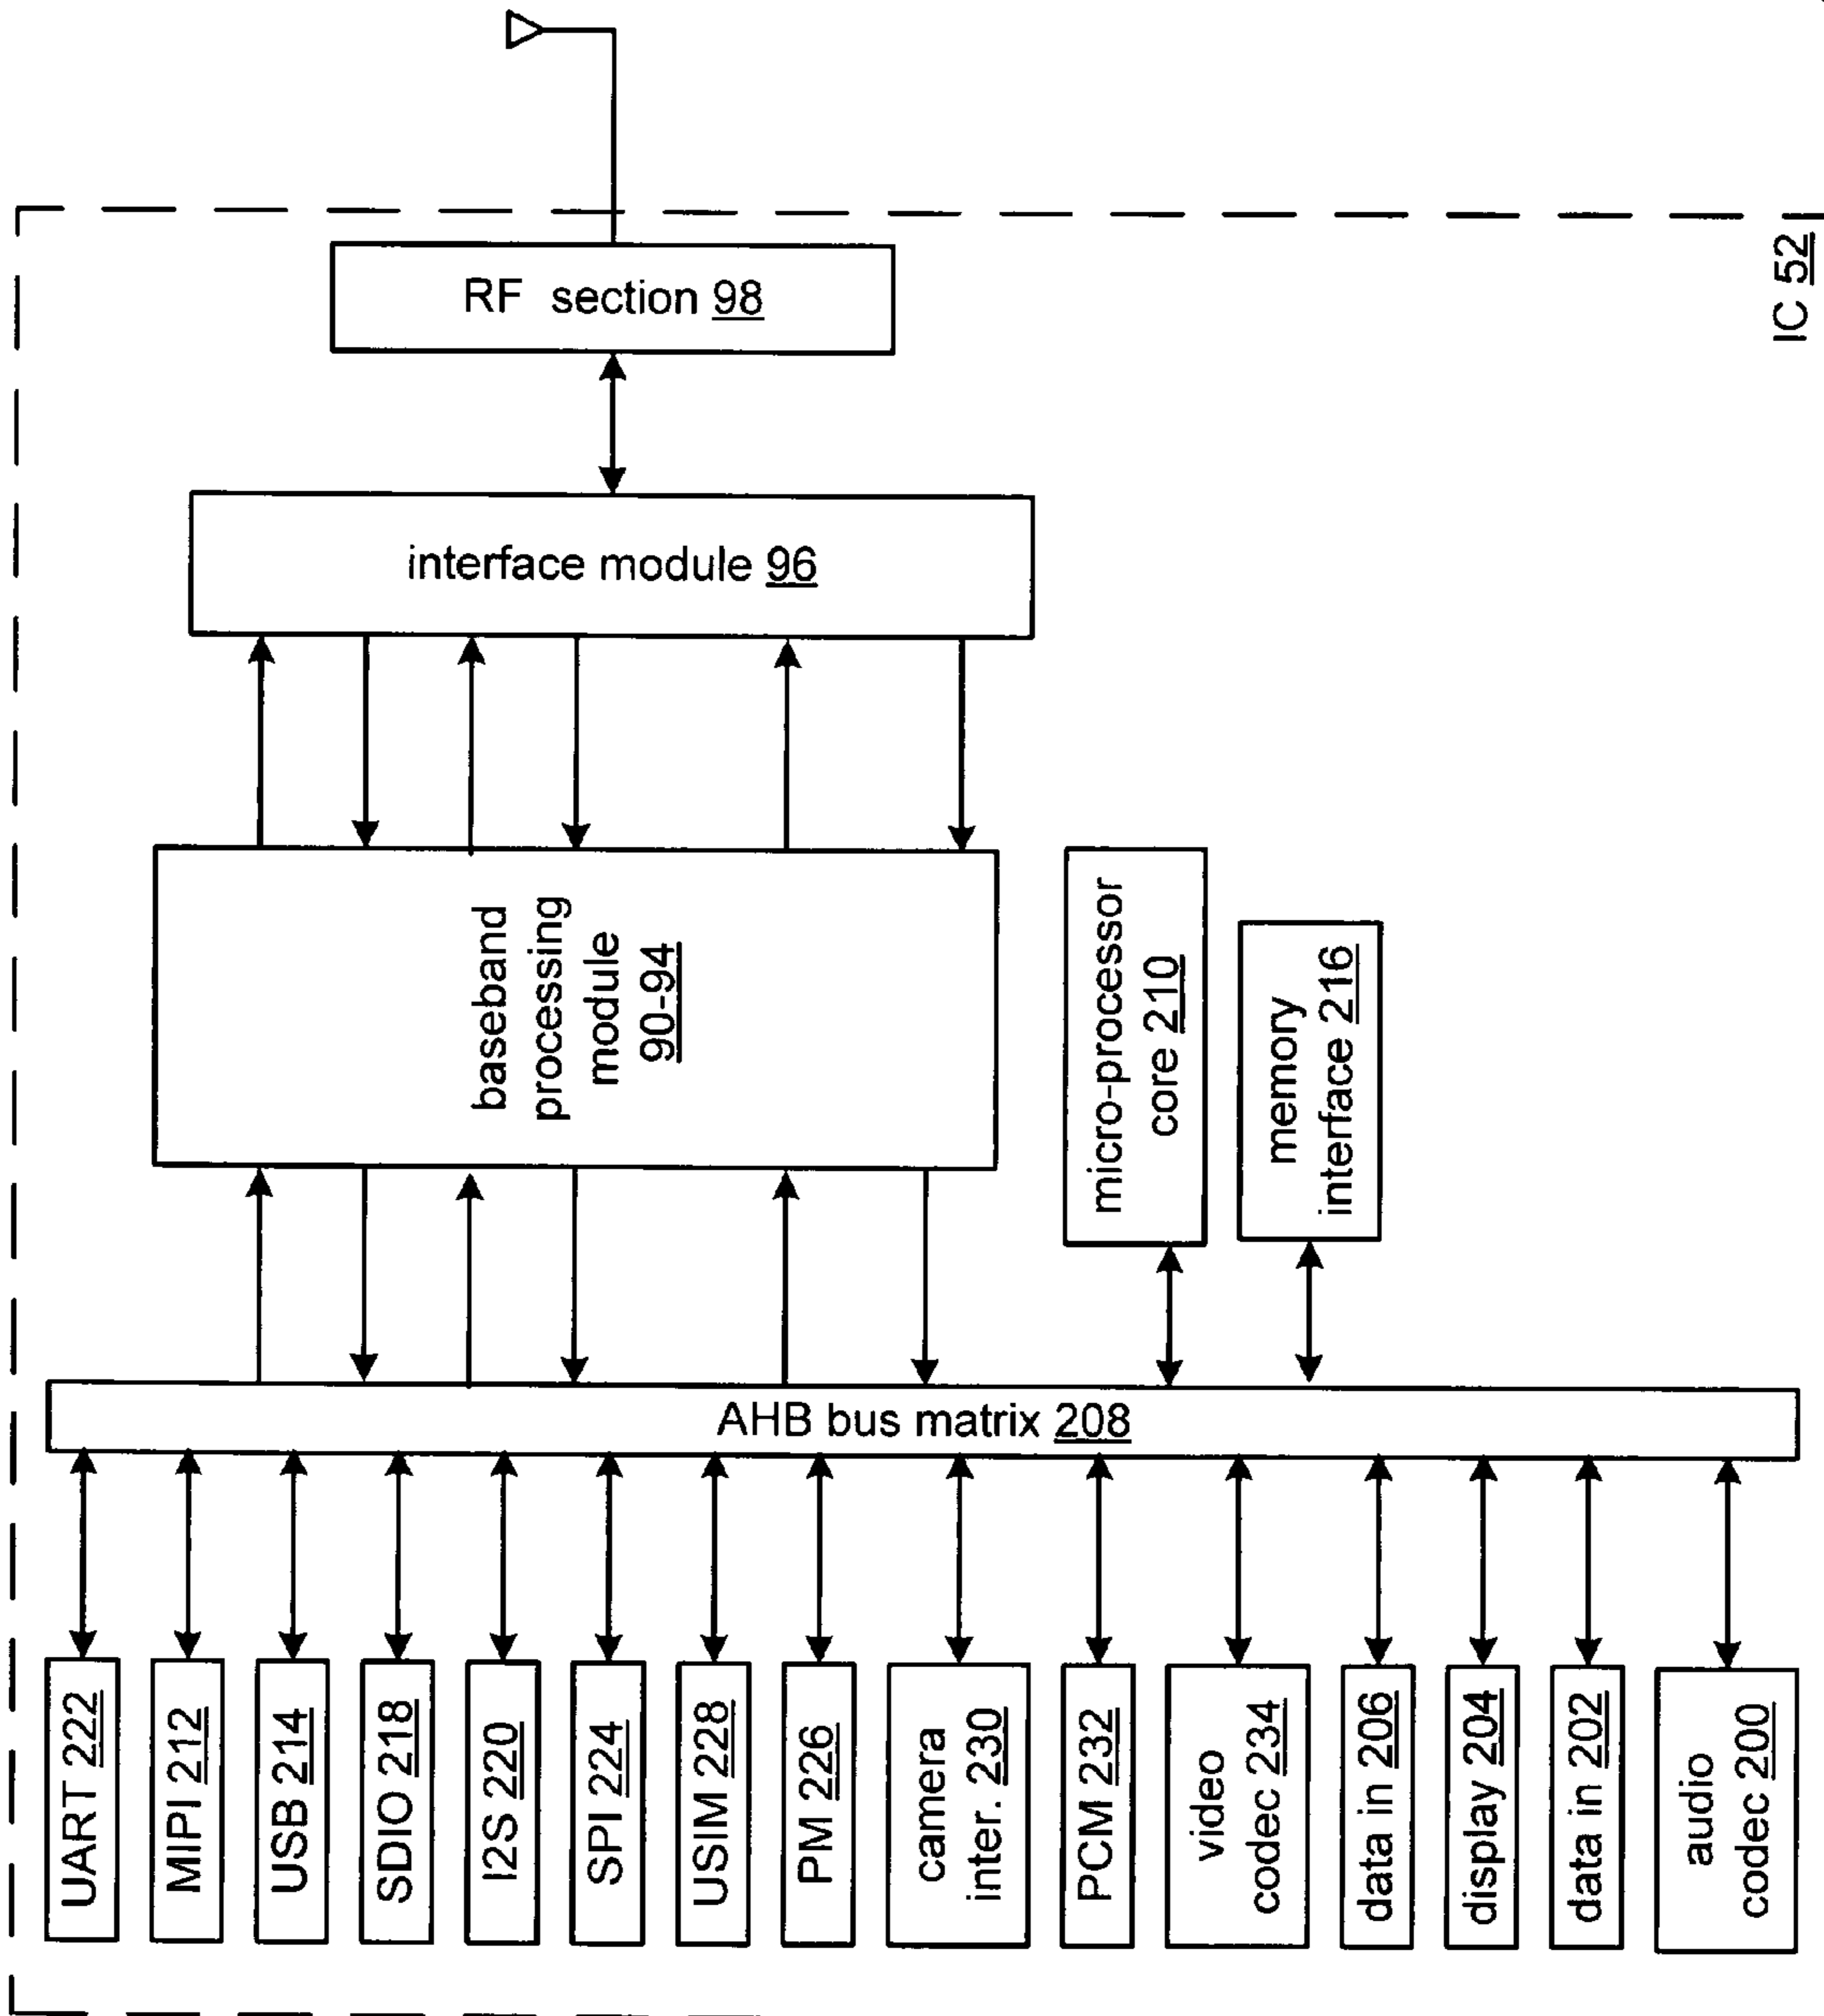 RF section 98
IC 52
interface module 96
baseband
processing
module
90-94
micro-processor
core 210
memory
interface 216
AHB bus matrix 208
UART 222
MIPI 212
USB 214
SDIO 218
I2S 220
SPI 224
USIM 228
PM 226
camera
inter. 230
PCM 232
video
codec 234
data in 206
display 204
data in 202
audio
codec 200